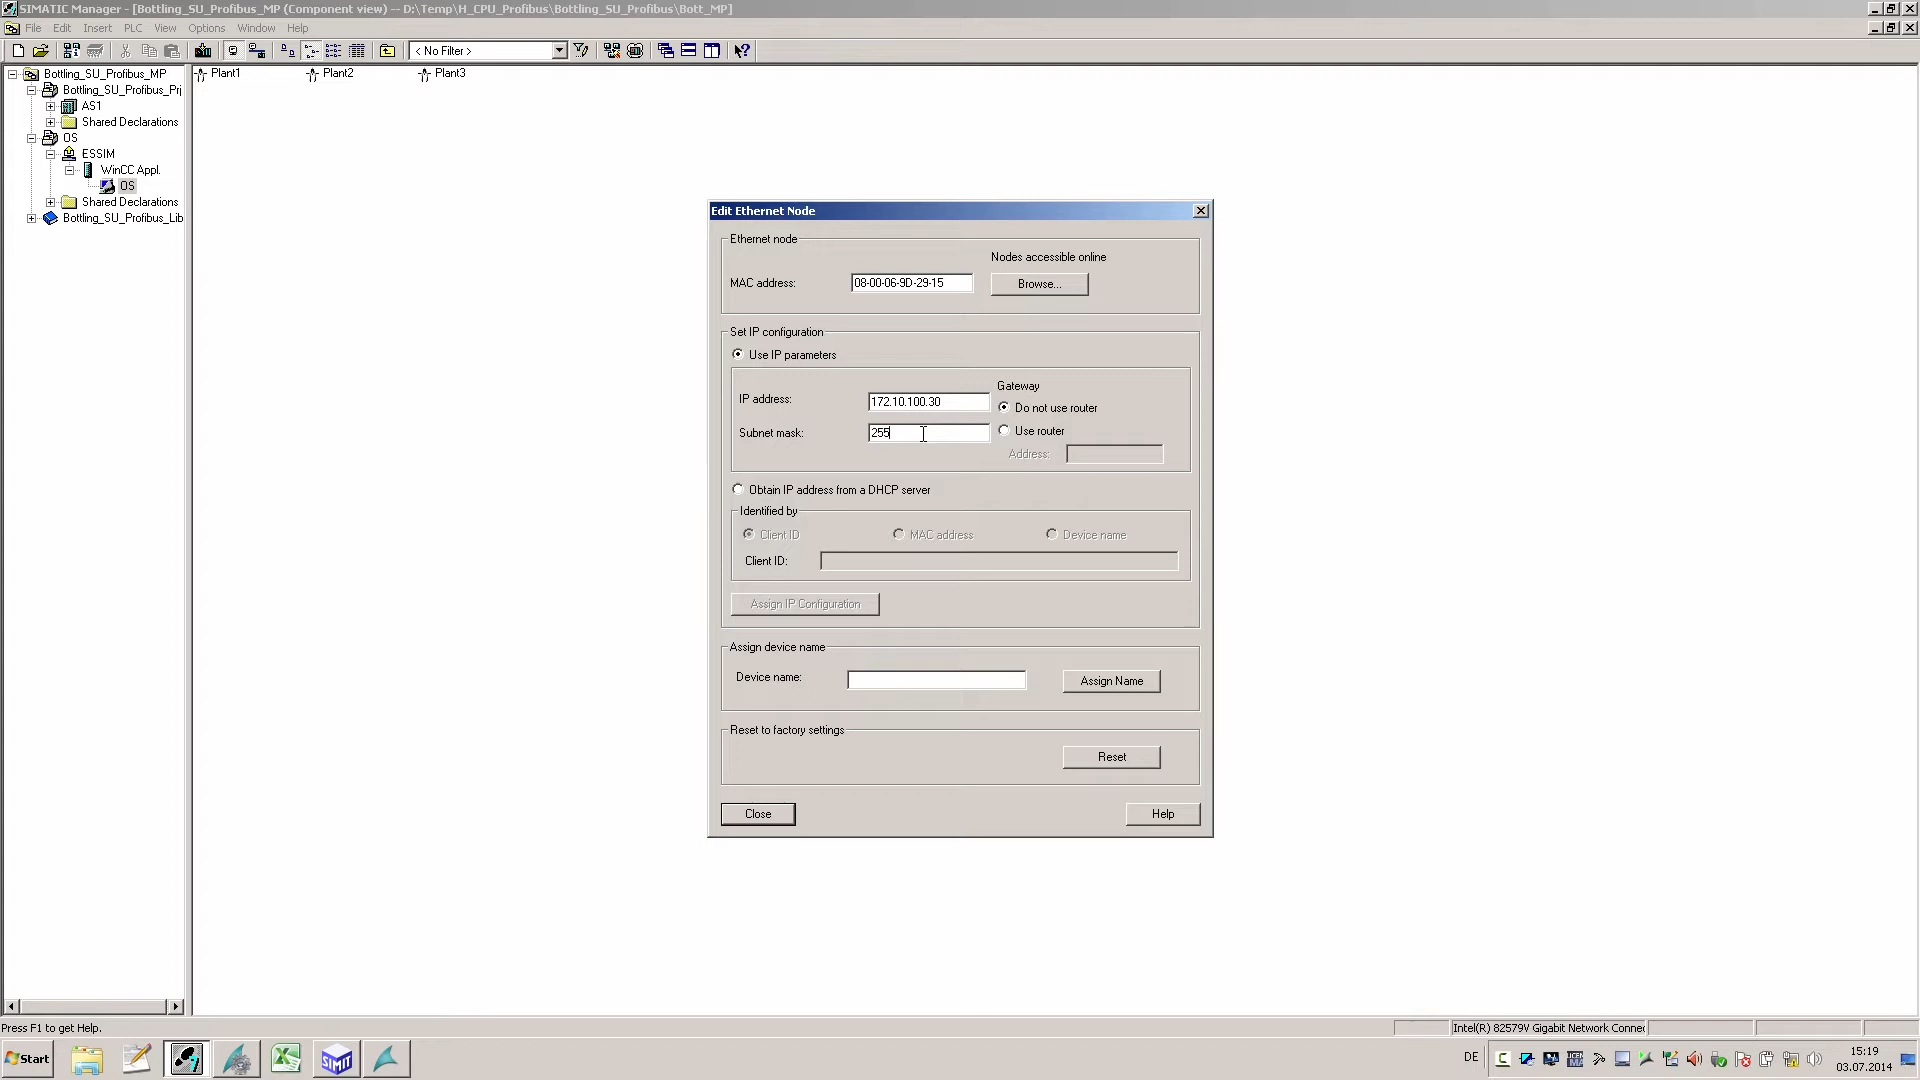 SIMATIC Manager - [Bottling_SU_Profibus_MP (Component view) -- D:\Temp\H_CPU_Profibus\Bottling_SU_Profibus\Bott_MP]
File Edit Insert PLC View Options Window Help
< No Filter >
Bottling_SU_Profibus_MP
Bottling_SU_Profibus_Prj
AS1
Shared Declarations
OS
ESSIM
WinCC Appl.
OS
Shared Declarations
Bottling_SU_Profibus_Lib
Plant1 Plant2 Plant3
Edit Ethernet Node
Ethernet node
Nodes accessible online
MAC address: 08-00-06-9D-29-15 Browse...
Set IP configuration
Use IP parameters
Gateway
IP address: 172.10.100.30 Do not use router
Subnet mask: 255 Use router
Address:
Obtain IP address from a DHCP server
Identified by
Client ID MAC address Device name
Client ID:
Assign IP Configuration
Assign device name
Device name: Assign Name
Reset to factory settings
Reset
Close Help
Press F1 to get Help. Intel(R) 82579V Gigabit Network Connec
Start SIMIT DE 15:19
03.07.2014